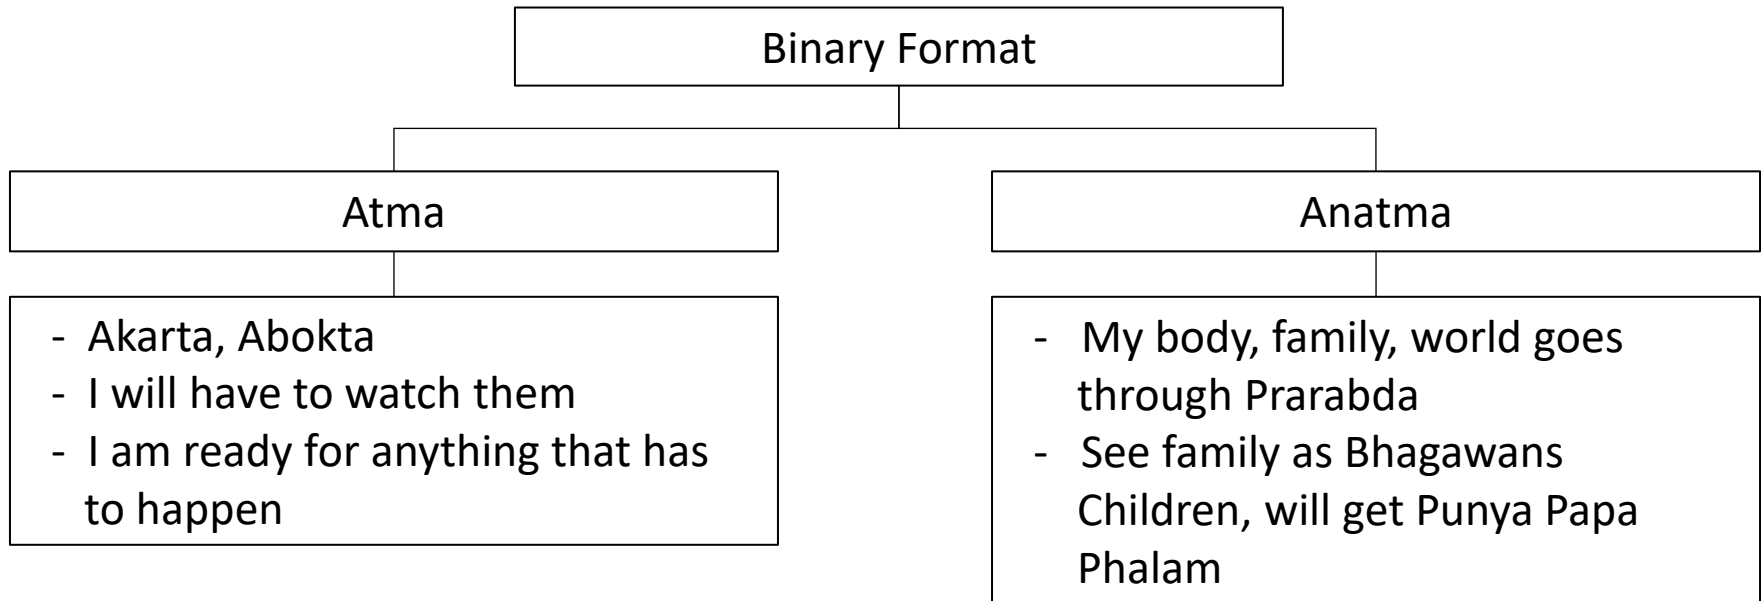 Binary Format
Atma
Anatma
- Akarta, Abokta
- I will have to watch them
- I am ready for anything that has
to happen
- My body, family, world goes
through Prarabda
- See family as Bhagawans
Children, will get Punya Papa
Phalam